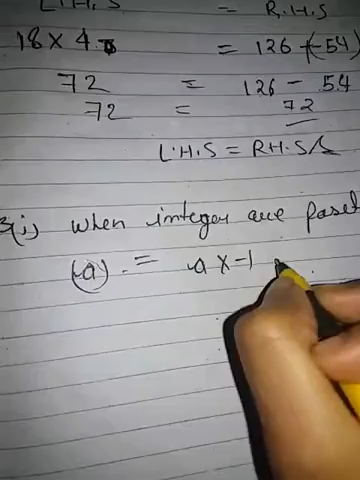 L.H.S = R.H.S
18 × 4 = 126 + (-54)
72 = 126 - 54
72 = 72
L.H.S = R.H.S
3(i) when integer are
(a) = a × -1